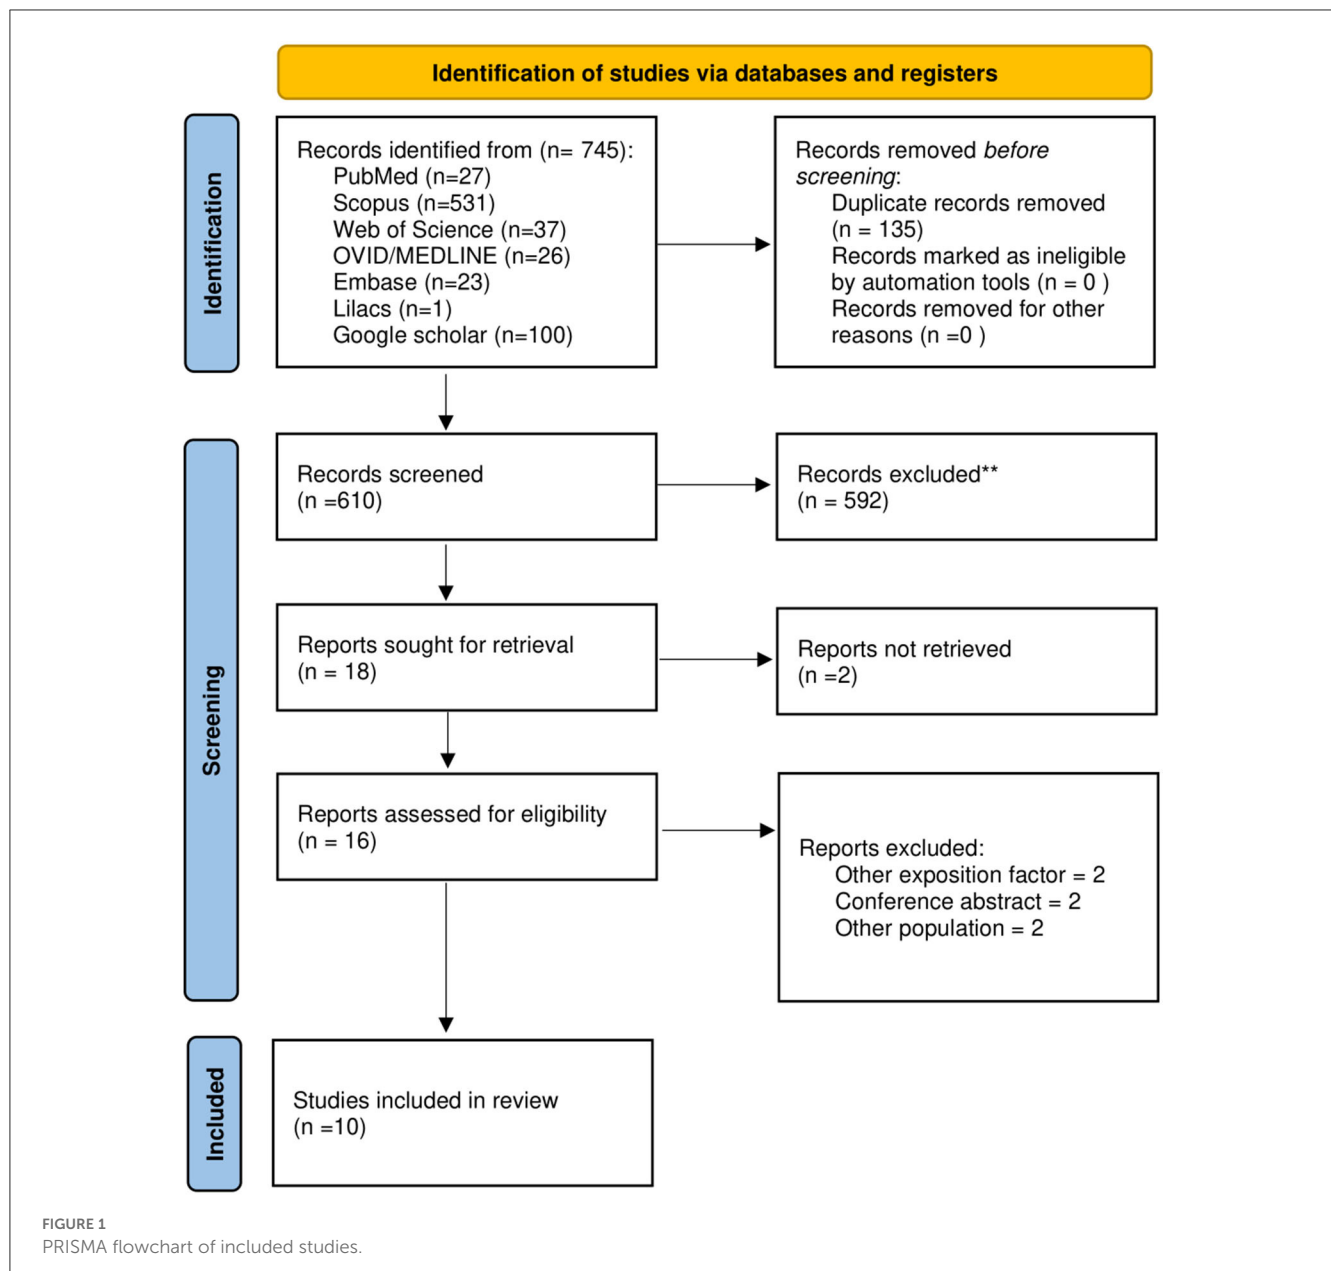 Identification of studies via databases and registers
Identification
Records identified from (n= 745):
PubMed (n=27)
Scopus (n=531)
Web of Science (n=37)
OVID/MEDLINE (n=26)
Embase (n=23)
Lilacs (n=1)
Google scholar (n=100)
Records removed before
screening:
Duplicate records removed
(n = 135)
Records marked as ineligible
by automation tools (n = 0 )
Records removed for other
reasons (n =0 )
Screening
Records screened
(n =610)
Records excluded**
(n = 592)
Reports sought for retrieval
(n = 18)
Reports not retrieved
(n =2)
Reports assessed for eligibility
(n = 16)
Reports excluded:
Other exposition factor = 2
Conference abstract = 2
Other population = 2
Included
Studies included in review
(n =10)
FIGURE 1
PRISMA flowchart of included studies.